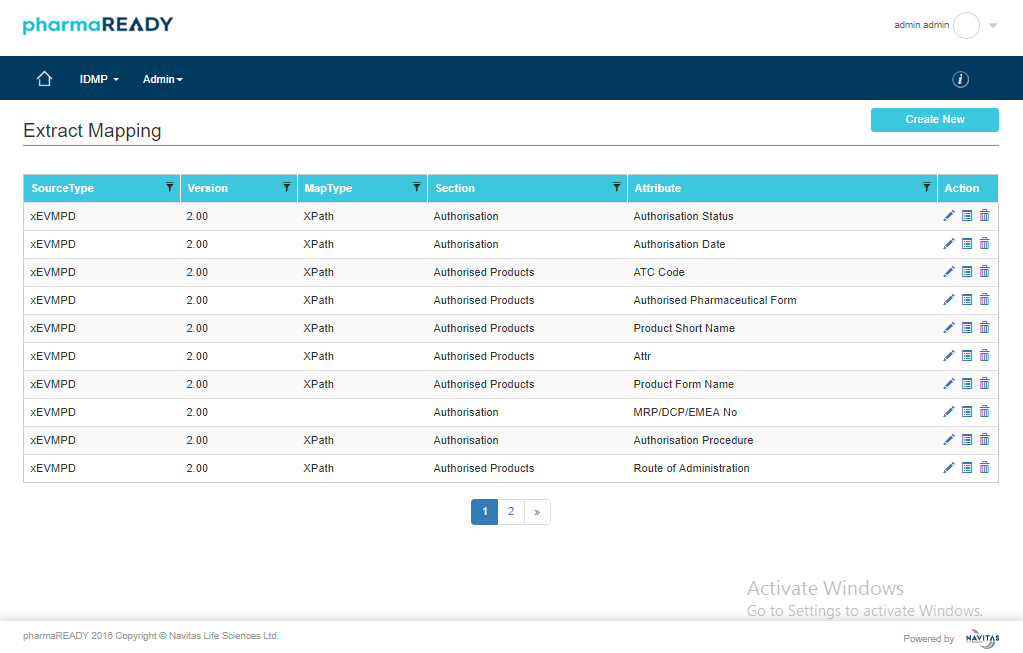 pharmaREADY
admin admin
IDMP Admin
i
Extract Mapping
Create New
SourceType Version MapType Section Attribute Action
xEVMPD 2.00 XPath Authorisation Authorisation Status
xEVMPD 2.00 XPath Authorisation Authorisation Date
xEVMPD 2.00 XPath Authorised Products ATC Code
xEVMPD 2.00 XPath Authorised Products Authorised Pharmaceutical Form
xEVMPD 2.00 XPath Authorised Products Product Short Name
xEVMPD 2.00 XPath Authorised Products Attr
xEVMPD 2.00 XPath Authorised Products Product Form Name
xEVMPD 2.00 Authorisation MRP/DCP/EMEA No
xEVMPD 2.00 XPath Authorisation Authorisation Procedure
xEVMPD 2.00 XPath Authorised Products Route of Administration
1 2 »
Activate Windows
Go to Settings to activate Windows.
pharmaREADY 2016 Copyright © Navitas Life Sciences Ltd.
Powered by NAVITAS